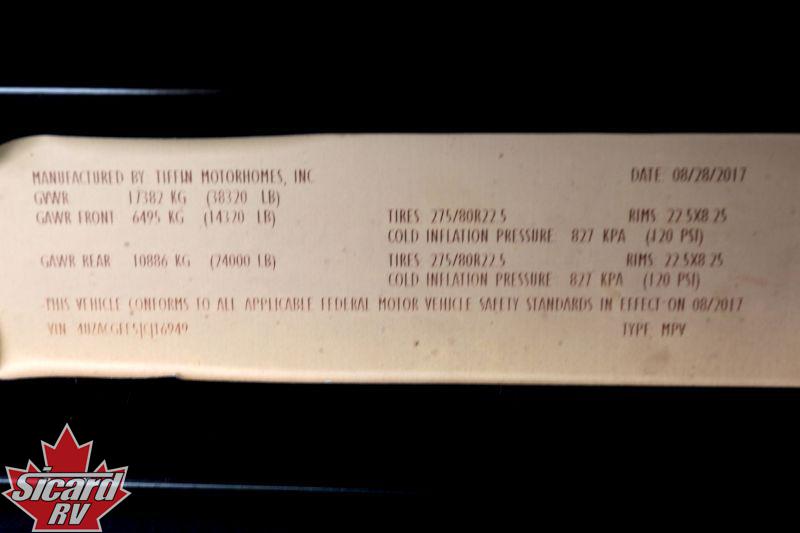 MANUFACTURED BY: TIFFIN MOTORHOMES, INC DATE: 08/28/2017
GVWR 17382 KG (38320 LB)
GAWR FRONT 6495 KG (14320 LB) TIRES: 275/80R22.5 RIMS: 22.5X8.25
COLD INFLATION PRESSURE: 827 KPA (120 PSI)
GAWR REAR 10886 KG (24000 LB) TIRES: 275/80R22.5 RIMS: 22.5X8.25
COLD INFLATION PRESSURE: 827 KPA (120 PSI)
THIS VEHICLE CONFORMS TO ALL APPLICABLE FEDERAL MOTOR VEHICLE SAFETY STANDARDS IN EFFECT ON 08/2017
VIN: TYPE: MPV
Sicard
RV